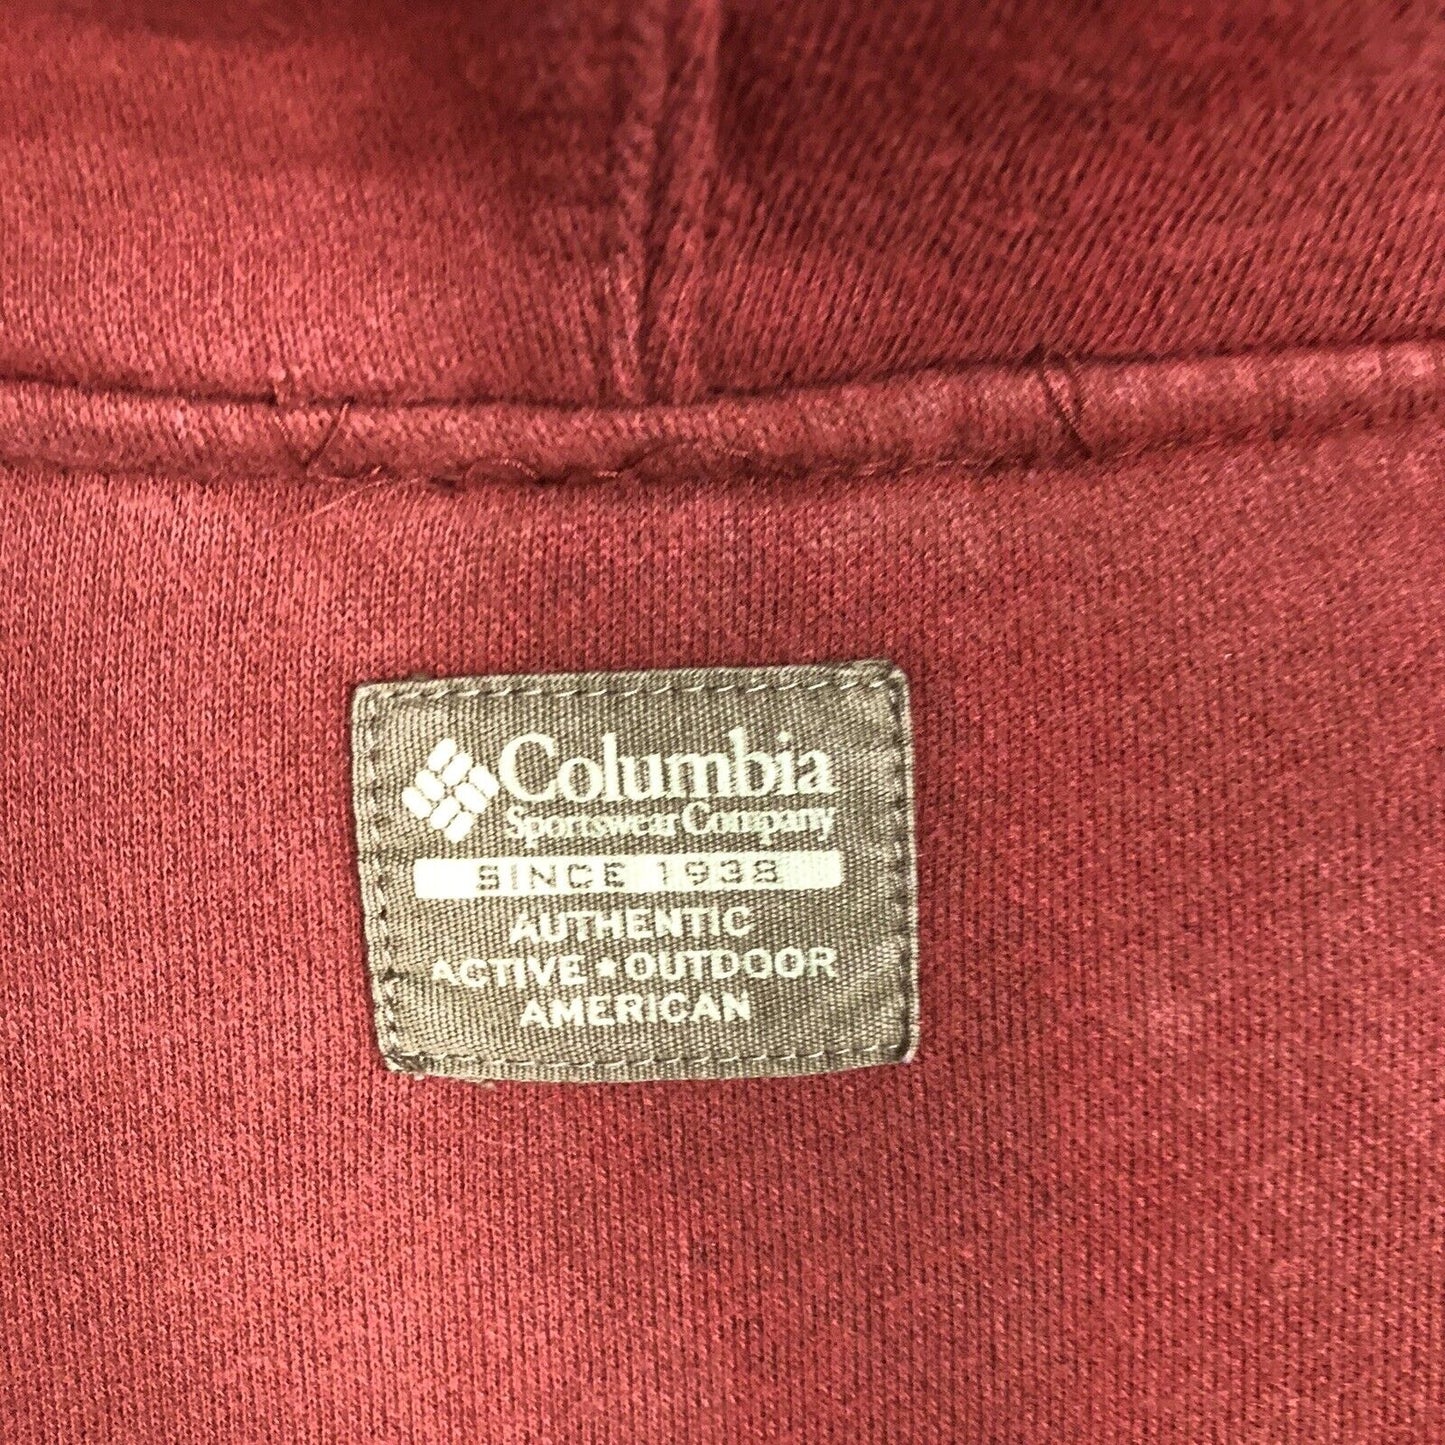 Columbia
Sportswear Company
SINCE 1938
AUTHENTIC
ACTIVE★OUTDOOR
AMERICAN